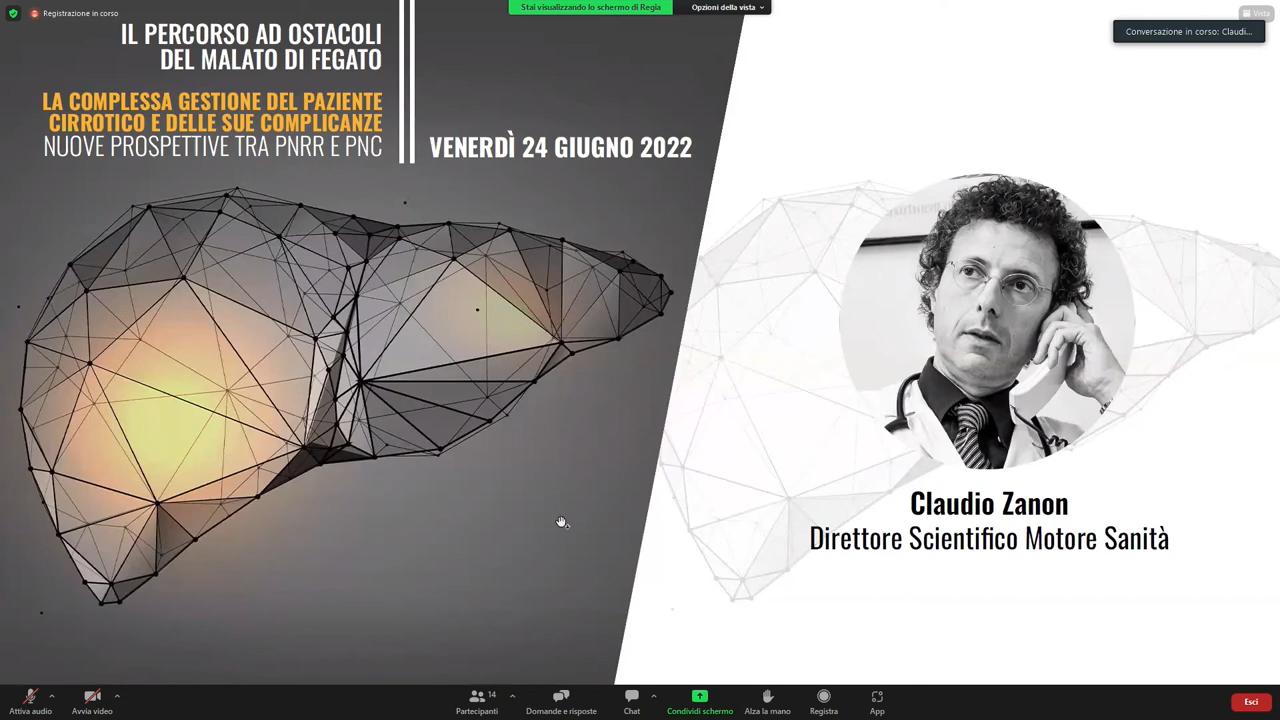 Registrazione in corso
Stai visualizzando lo schermo di Regia
Opzioni della vista
Vista
Conversazione in corso: Claudi...
IL PERCORSO AD OSTACOLI
DEL MALATO DI FEGATO
LA COMPLESSA GESTIONE DEL PAZIENTE
CIRROTICO E DELLE SUE COMPLICANZE
NUOVE PROSPETTIVE TRA PNRR E PNC
VENERDÌ 24 GIUGNO 2022
Claudio Zanon
Direttore Scientifico Motore Sanità
Attiva audio
Avvia video
14
Partecipanti
Domande e risposte
Chat
Condividi schermo
Alza la mano
Registra
App
Esci